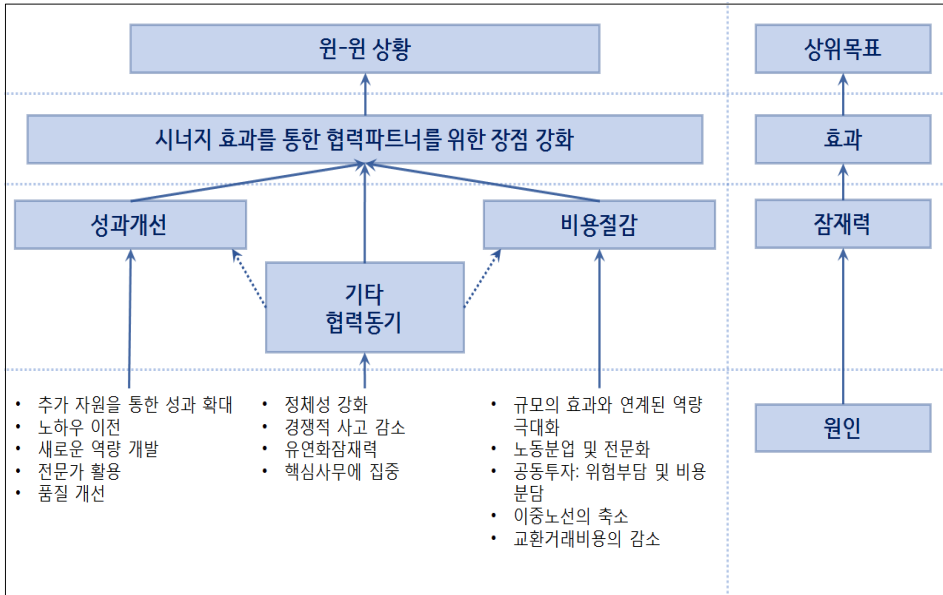 윈-윈 상황
상위목표
시너지 효과를 통한 협력파트너를 위한 장점 강화
효과
성과개선
비용절감
잠재력
기타
협력동기
• 추가 자원을 통한 성과 확대
• 노하우 이전
• 새로운 역량 개발
• 전문가 활용
• 품질 개선
• 정체성 강화
• 경쟁적 사고 감소
• 유연화잠재력
• 핵심사무에 집중
• 규모의 효과와 연계된 역량
극대화
• 노동분업 및 전문화
• 공동투자: 위험부담 및 비용
분담
• 이중노선의 축소
• 교환거래비용의 감소
원인